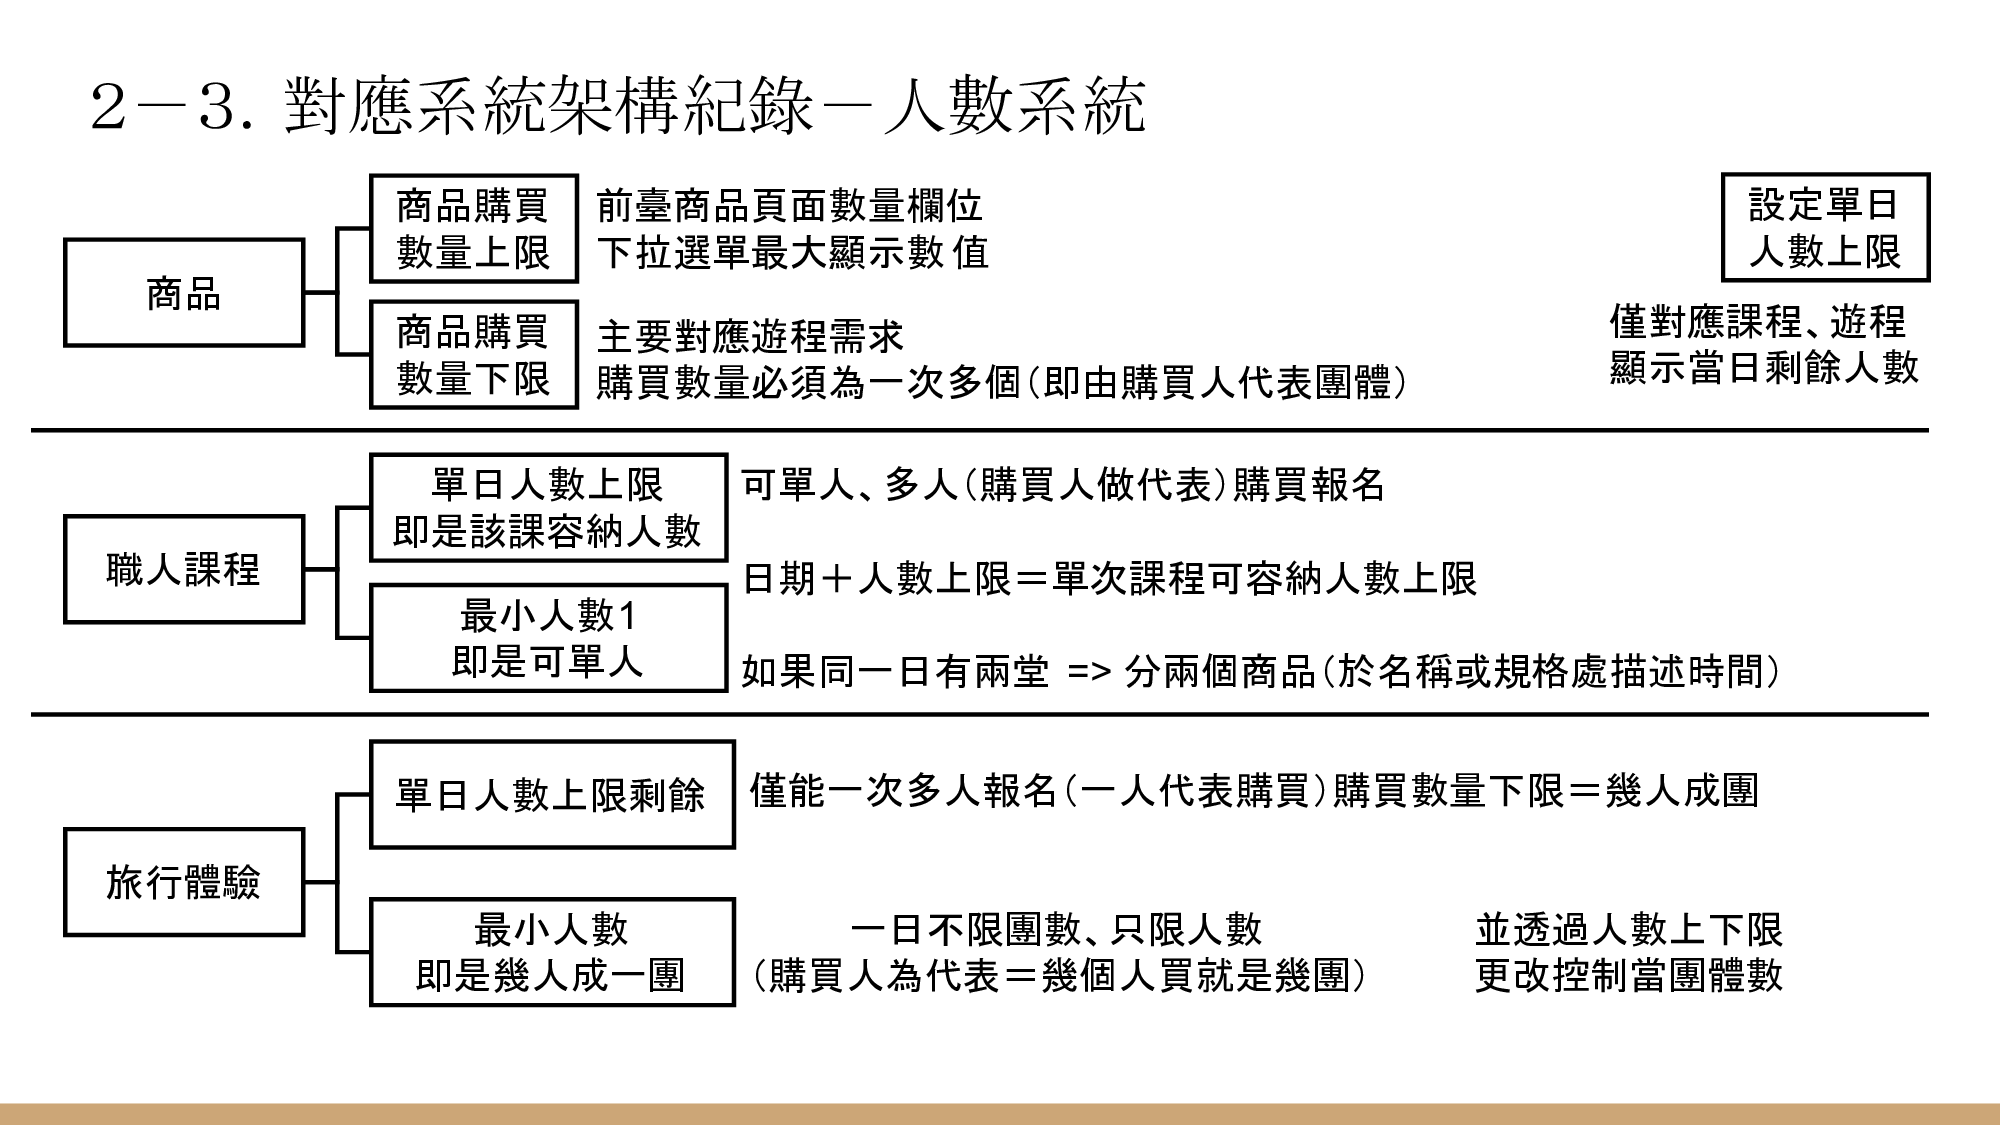 2－3. 對應系統架構紀錄－人數系統
商品
商品購買
數量上限
前臺商品頁面數量欄位
下拉選單最大顯示數值
商品購買
數量下限
主要對應遊程需求
購買數量必須為一次多個(即由購買人代表團體)
設定單日
人數上限
僅對應課程、遊程
顯示當日剩餘人數
職人課程
單日人數上限
即是該課容納人數
最小人數1
即是可單人
可單人、多人(購買人做代表)購買報名
日期＋人數上限＝單次課程可容納人數上限
如果同一日有兩堂 => 分兩個商品(於名稱或規格處描述時間)
旅行體驗
單日人數上限剩餘
僅能一次多人報名(一人代表購買)購買數量下限＝幾人成團
最小人數
即是幾人成一團
一日不限團數、只限人數
(購買人為代表＝幾個人買就是幾團)
並透過人數上下限
更改控制當團體數